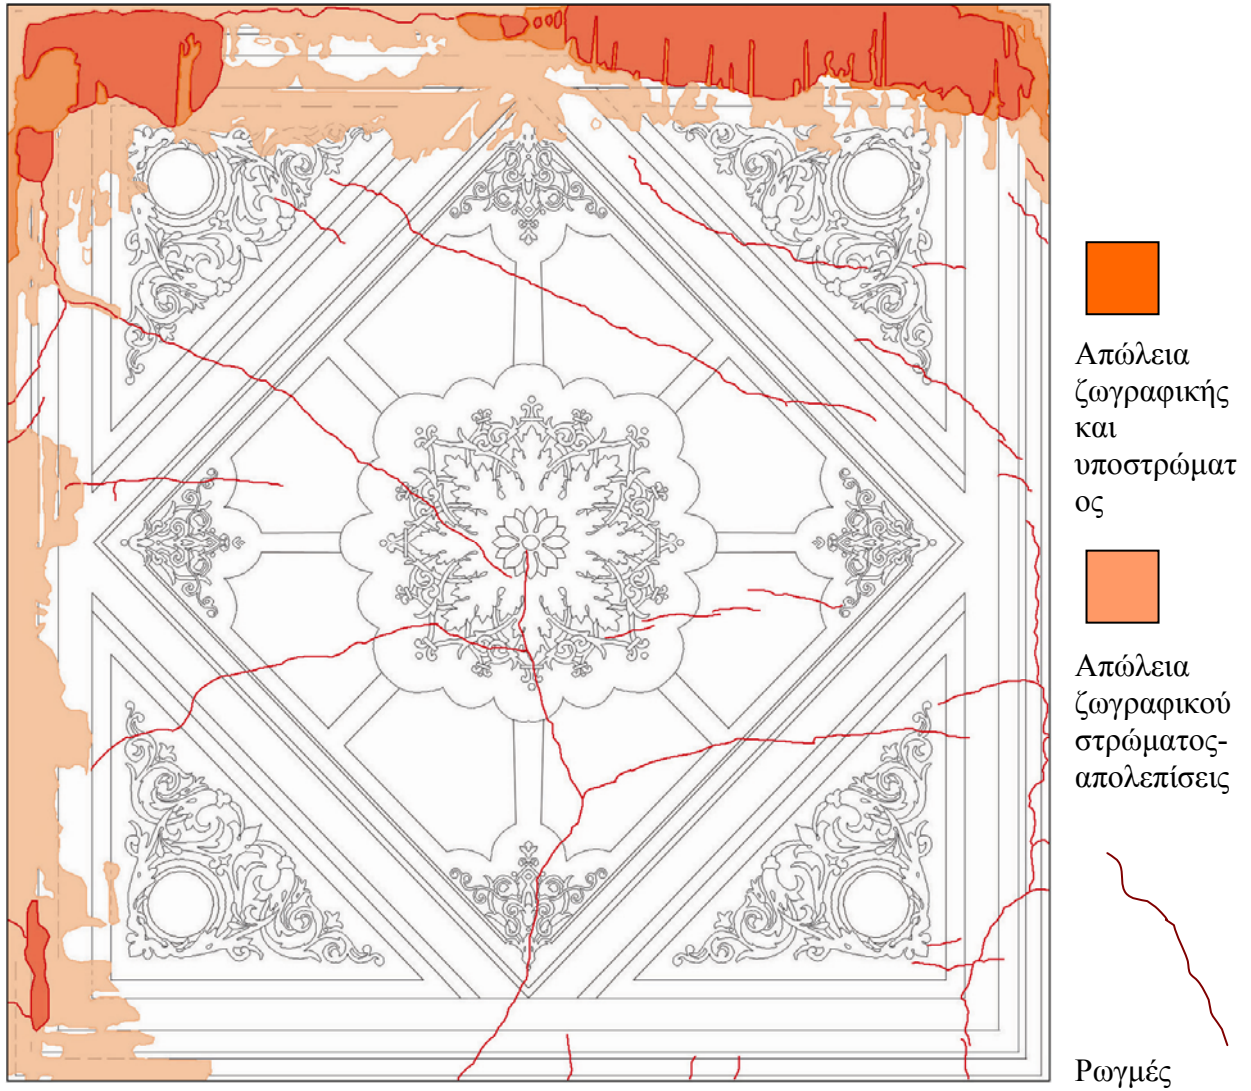 Απώλεια
ζωγραφικής
και
υποστρώματ
ος
Απώλεια
ζωγραφικού
στρώματος-
απολεπίσεις
Ρωγμές